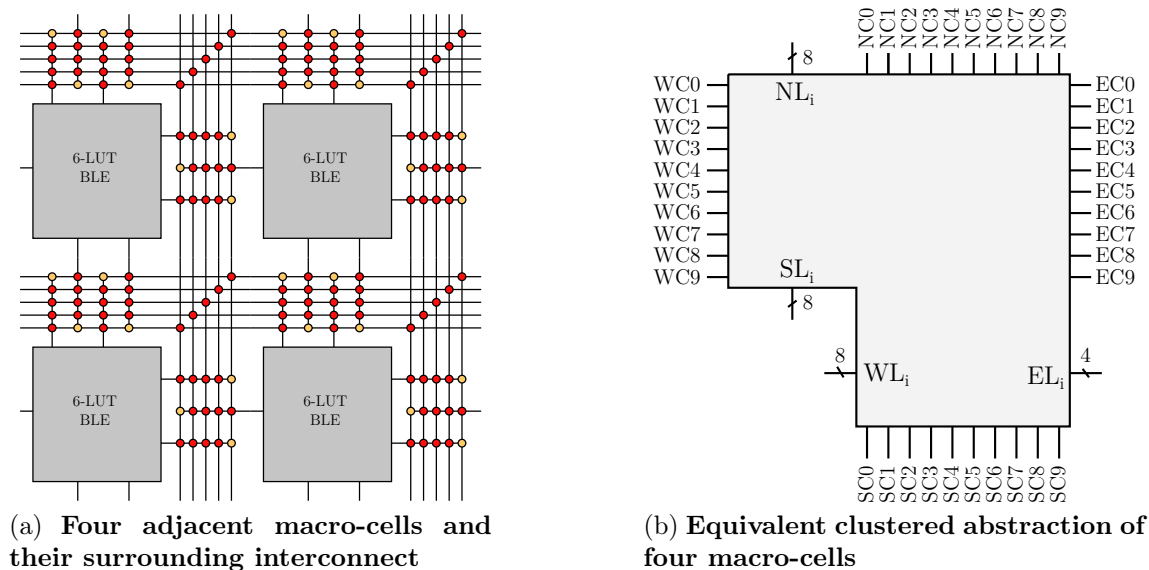 6-LUT
BLE
6-LUT
BLE
6-LUT
BLE
6-LUT
BLE
(a) Four adjacent macro-cells and
their surrounding interconnect
NC0
NC1
NC2
NC3
NC4
NC5
NC6
NC7
NC8
NC9
8
NLi
WC0
WC1
WC2
WC3
WC4
WC5
WC6
WC7
WC8
WC9
EC0
EC1
EC2
EC3
EC4
EC5
EC6
EC7
EC8
EC9
SLi
8
8
WLi
4
ELi
SC0
SC1
SC2
SC3
SC4
SC5
SC6
SC7
SC8
SC9
(b) Equivalent clustered abstraction of
four macro-cells